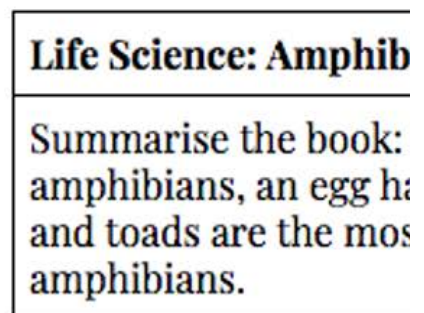 Life Science: Amphib
Summarise the book:
amphibians, an egg ha
and toads are the mos
amphibians.